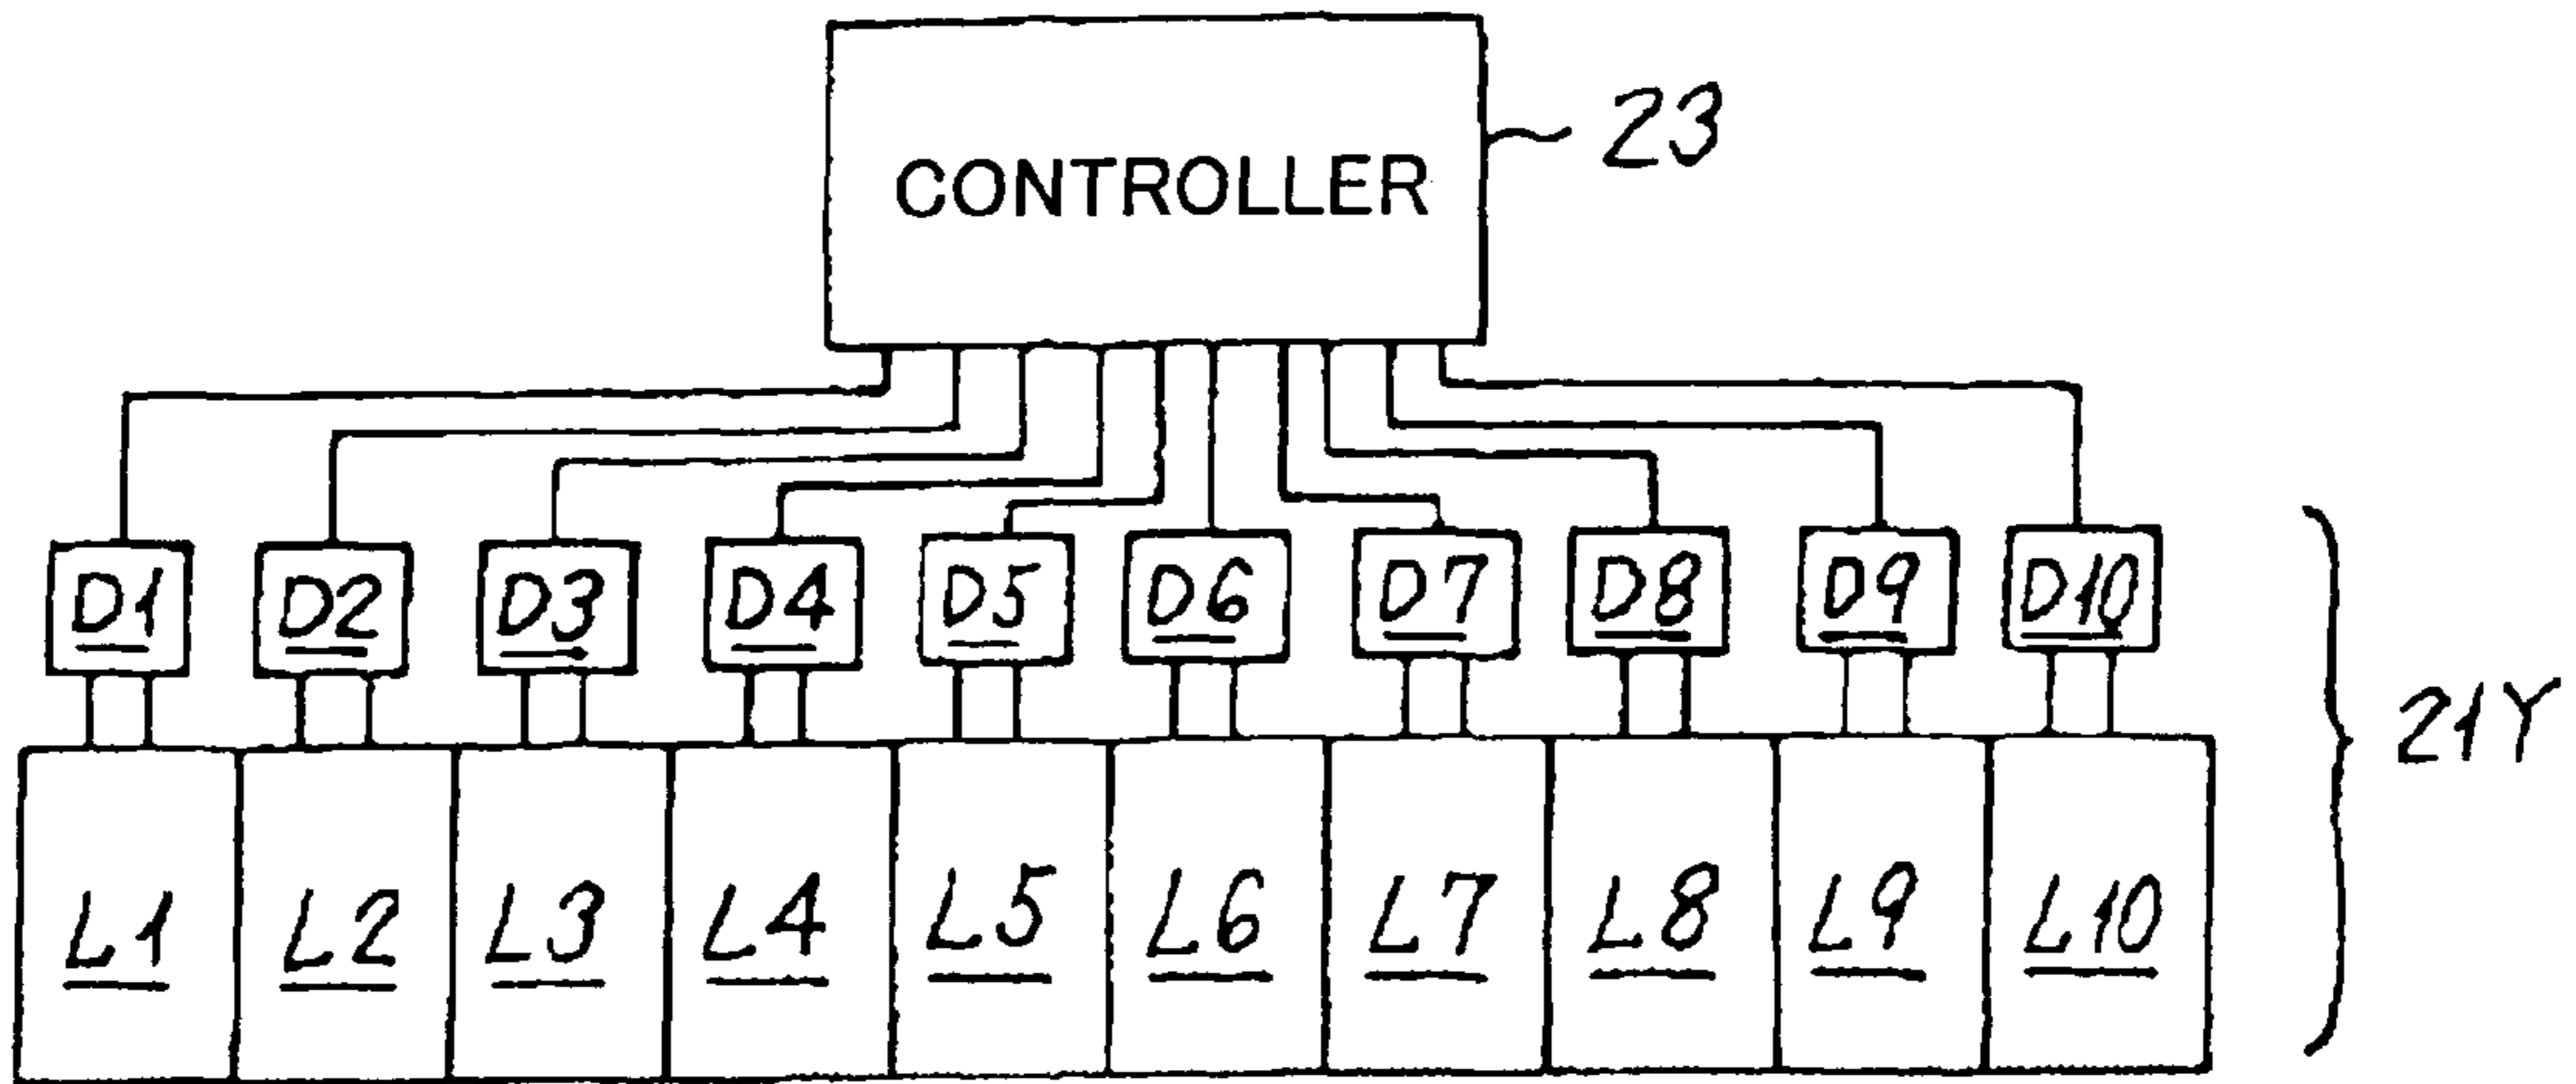 CONTROLLER
23
D1 D2 D3 D4 D5 D6 D7 D8 D9 D10
21Y
L1 L2 L3 L4 L5 L6 L7 L8 L9 L10